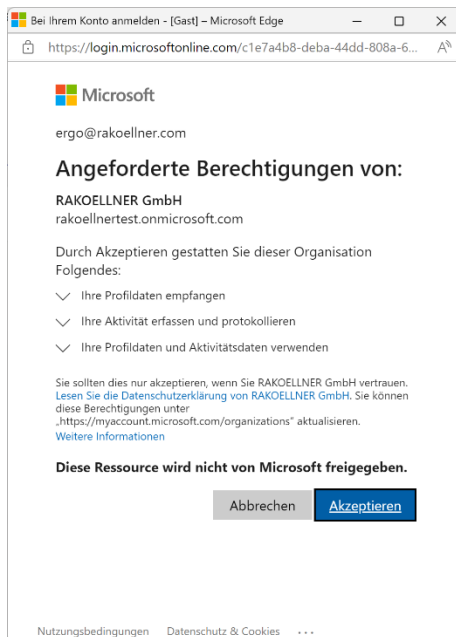 Bei Ihrem Konto anmelden - [Gast] – Microsoft Edge
https://login.microsoftonline.com/c1e7a4b8-deba-44dd-808a-6...
Microsoft
ergo@rakoellner.com
Angeforderte Berechtigungen von:
RAKOELLNER GmbH
rakoellnertest.onmicrosoft.com
Durch Akzeptieren gestatten Sie dieser Organisation
Folgendes:
Ihre Profildaten empfangen
Ihre Aktivität erfassen und protokollieren
Ihre Profildaten und Aktivitätsdaten verwenden
Sie sollten dies nur akzeptieren, wenn Sie RAKOELLNER GmbH vertrauen.
Lesen Sie die Datenschutzerklärung von RAKOELLNER GmbH. Sie können
diese Berechtigungen unter
„https://myaccount.microsoft.com/organizations“ aktualisieren.
Weitere Informationen
Diese Ressource wird nicht von Microsoft freigegeben.
Abbrechen Akzeptieren
Nutzungsbedingungen Datenschutz & Cookies ...